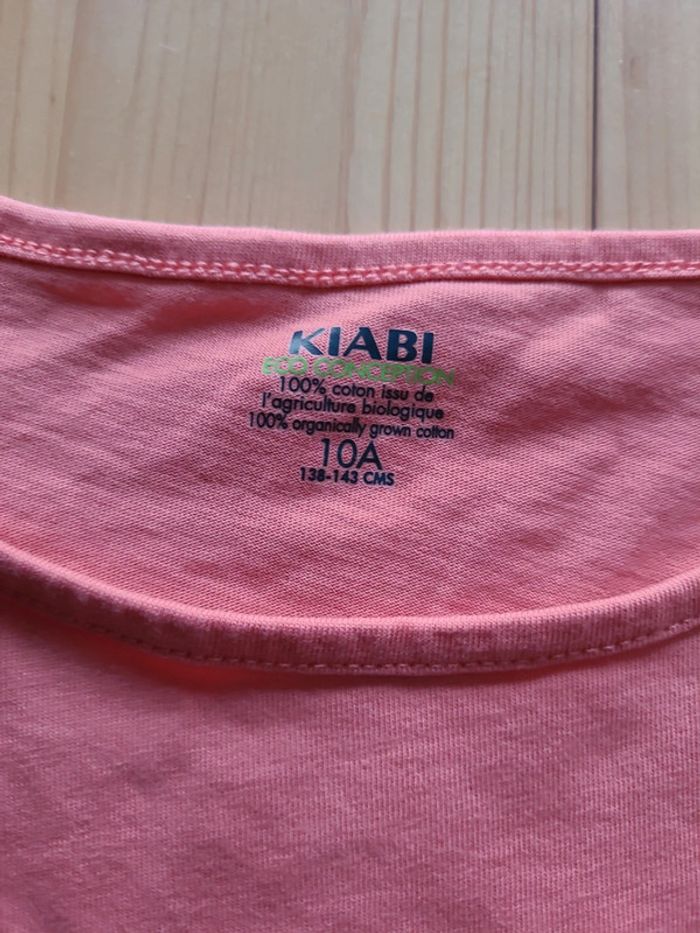 KIABI
ECO CONCEPTION
100% coton issu de
l'agriculture biologique
100% organically grown cotton
10A
138-143 CMS